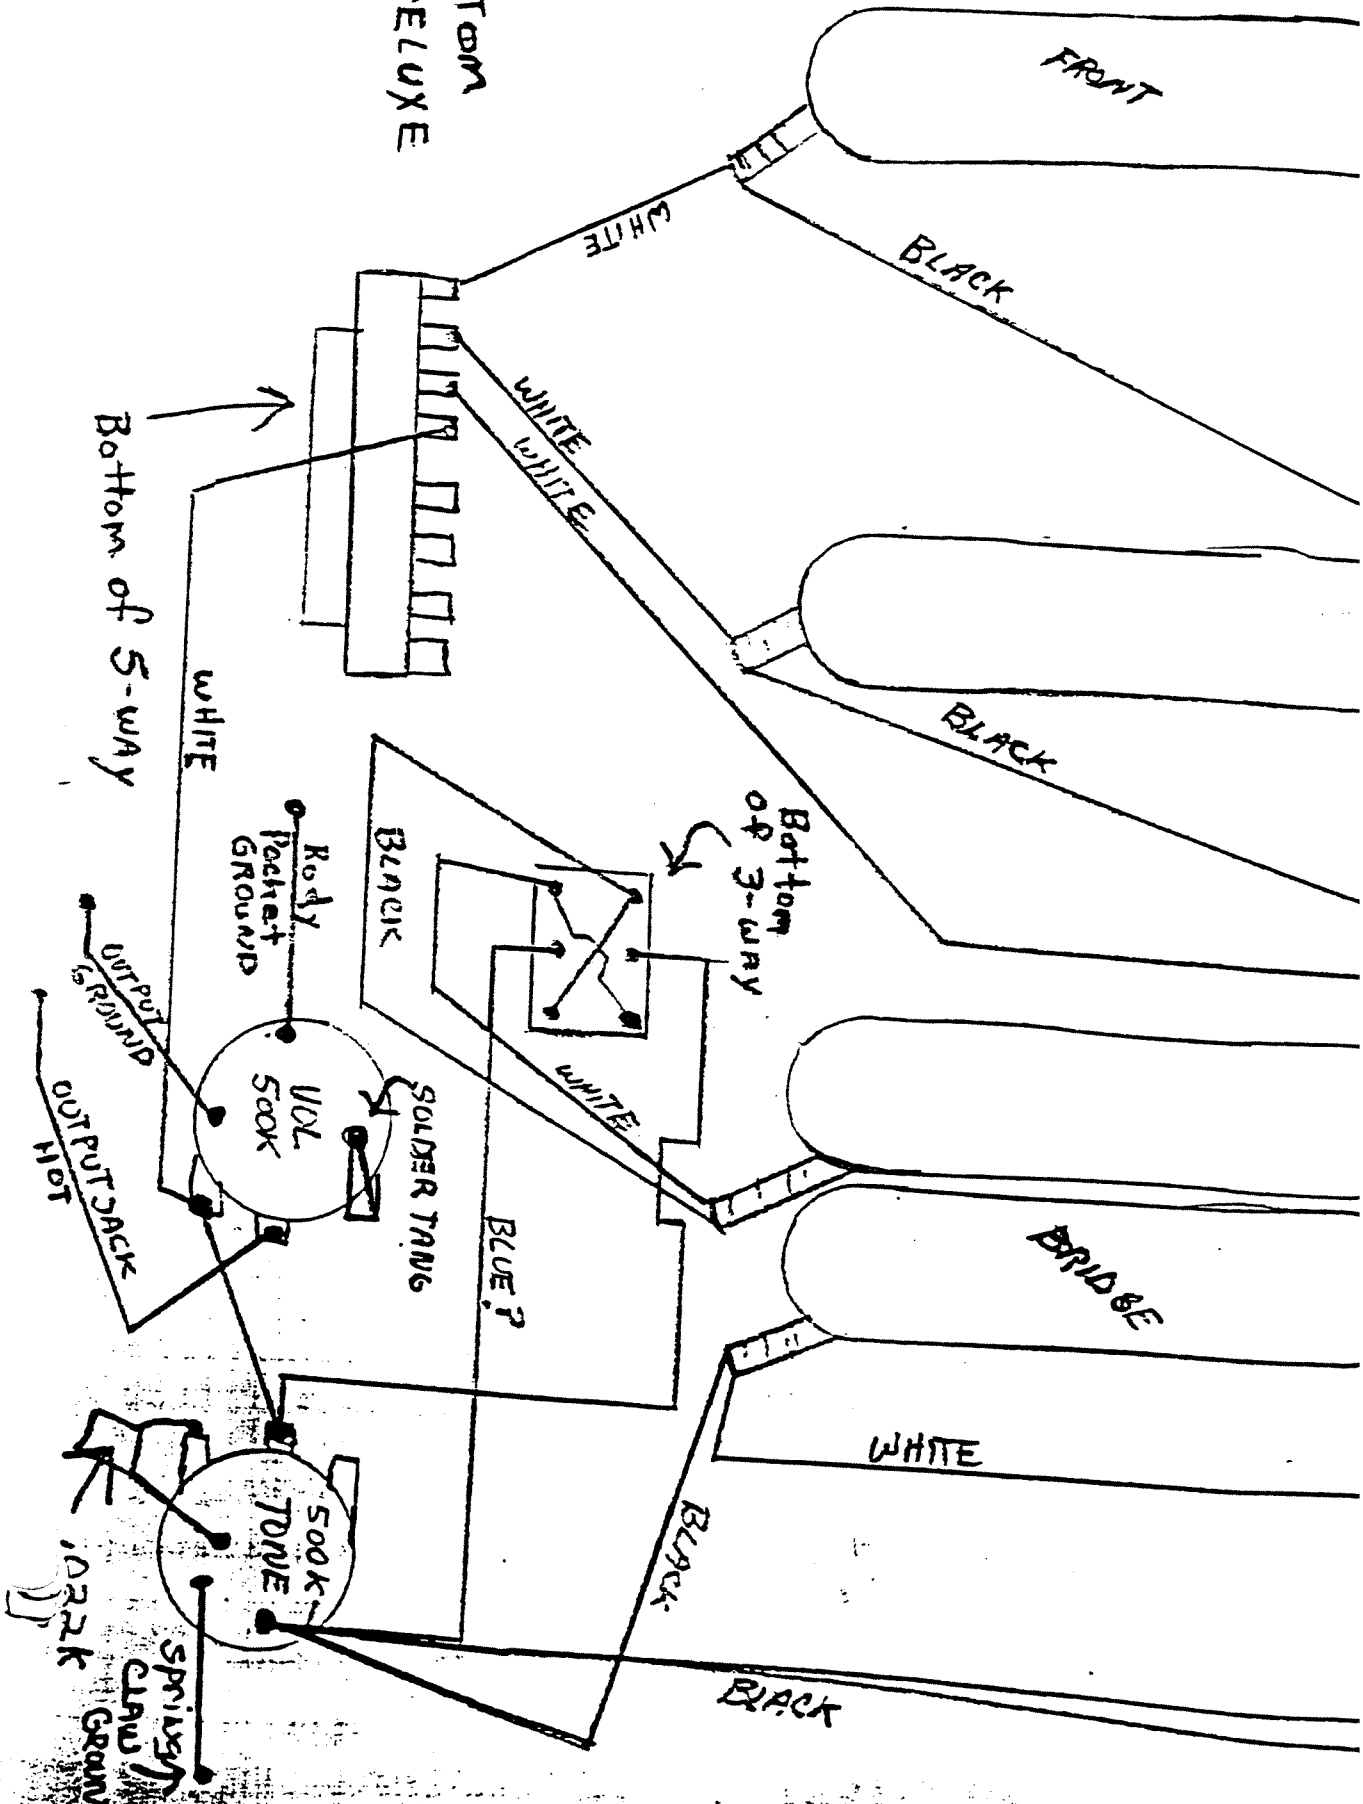 TOM
ELUXE
FRONT
WHITE
BLACK
WHITE
WHITE
BLACK
Bottom of 5-WAY
WHITE
Bottom
of 3-WAY
BLACK
Body
Pocket
GROUND
OUTPUT
GROUND
VOL
500K
SOLDER TANG
WHITE
OUTPUT JACK
HOT
BLUE?
BRIDGE
WHITE
BLACK
BLACK
500K
TONE
.022K
Spring
CLAW
Groun